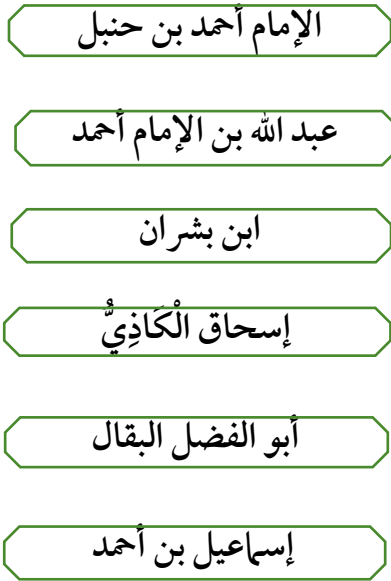 الإمام أحمد بن حنبل
عبد الله بن الإمام أحمد
ابن بشران
إسحاق الْكَاذِيُّ
أبو الفضل البقال
إسماعيل بن أحمد